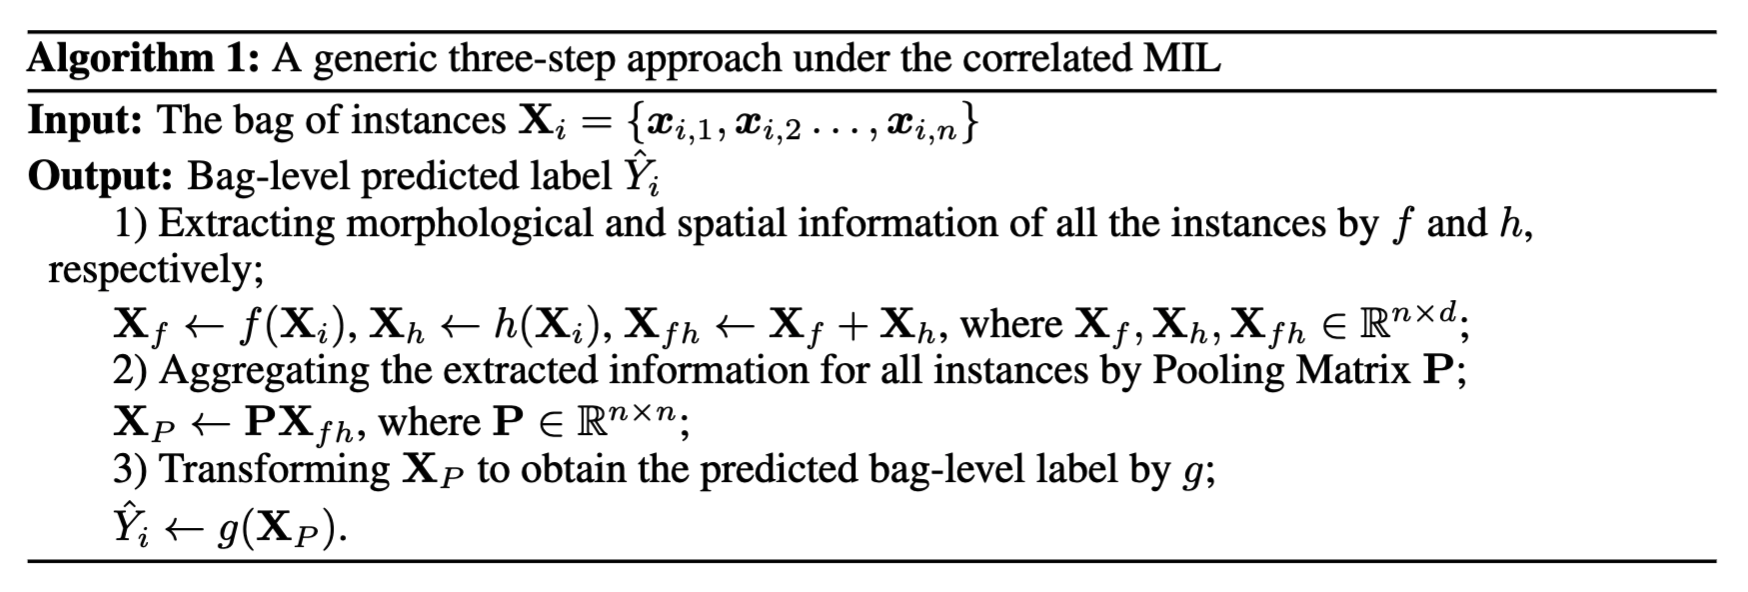 Algorithm 1: A generic three-step approach under the correlated MIL
Input: The bag of instances $\mathbf{X}_i = \{\boldsymbol{x}_{i,1}, \boldsymbol{x}_{i,2} \ldots, \boldsymbol{x}_{i,n}\}$
Output: Bag-level predicted label $\hat{Y}_i$
1) Extracting morphological and spatial information of all the instances by $f$ and $h$,
respectively;
$\mathbf{X}_f \leftarrow f(\mathbf{X}_i), \mathbf{X}_h \leftarrow h(\mathbf{X}_i), \mathbf{X}_{fh} \leftarrow \mathbf{X}_f + \mathbf{X}_h$, where $\mathbf{X}_f, \mathbf{X}_h, \mathbf{X}_{fh} \in \mathbb{R}^{n \times d}$;
2) Aggregating the extracted information for all instances by Pooling Matrix $\mathbf{P}$;
$\mathbf{X}_P \leftarrow \mathbf{P}\mathbf{X}_{fh}$, where $\mathbf{P} \in \mathbb{R}^{n \times n}$;
3) Transforming $\mathbf{X}_P$ to obtain the predicted bag-level label by $g$;
$\hat{Y}_i \leftarrow g(\mathbf{X}_P)$.